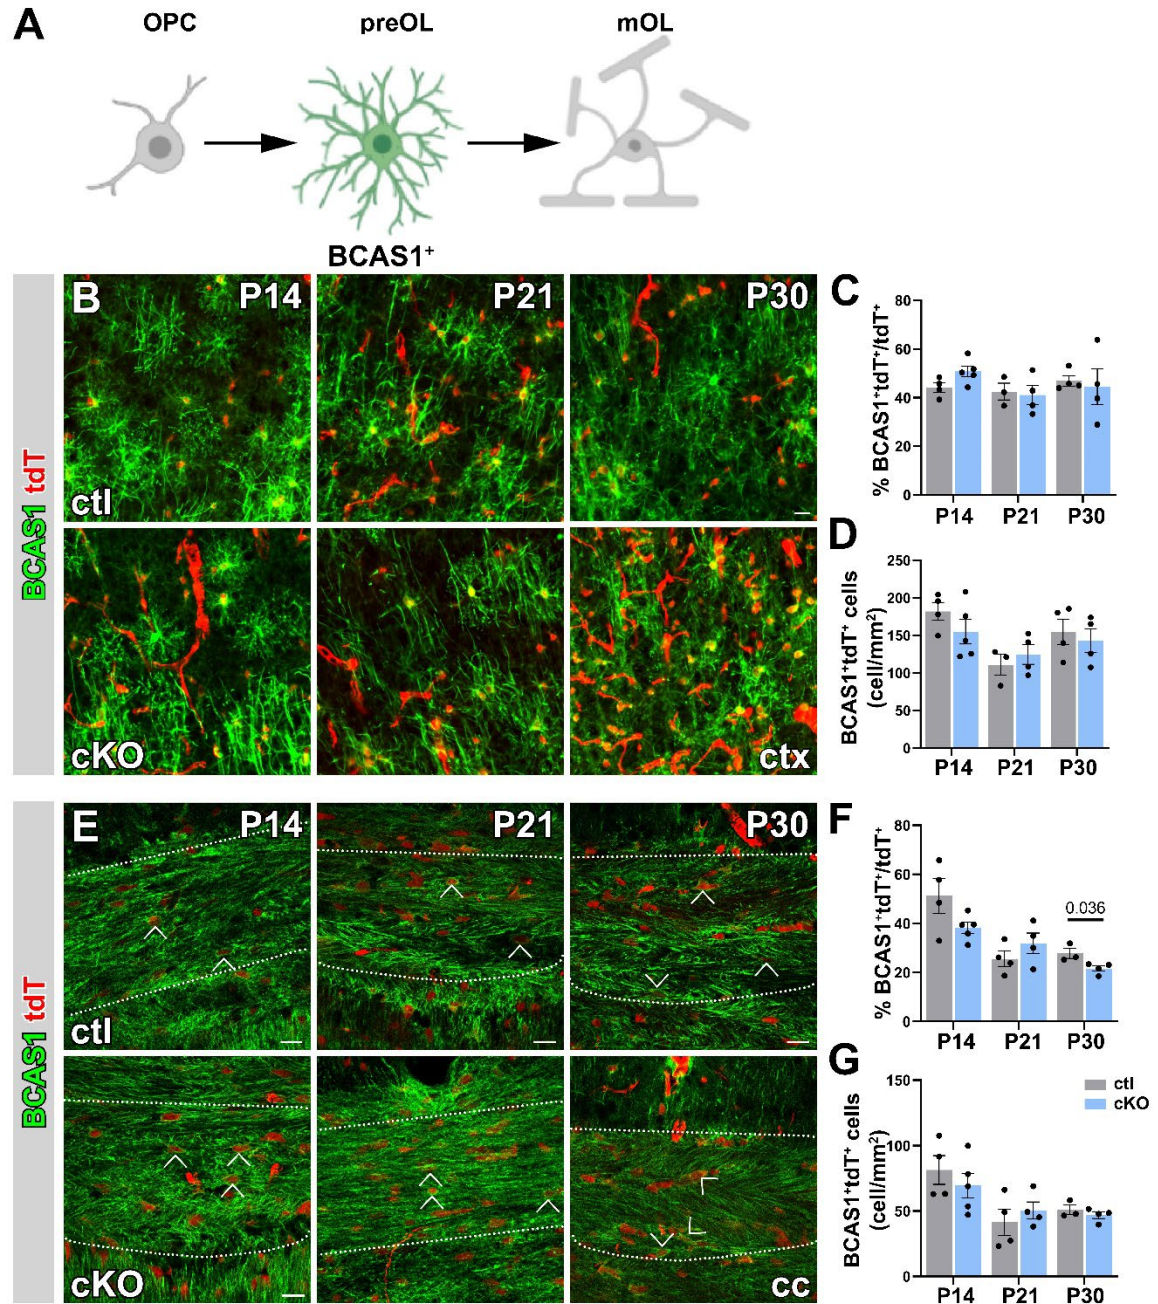 A
OPC
preOL
mOL
BCAS1⁺
BCAS1 tdT
B
P14
P21
P30
ctl
cKO
ctx
C
% BCAS1⁺tdT⁺/tdT⁺
80
60
40
20
0
P14
P21
P30
D
BCAS1⁺tdT⁺ cells
(cell/mm²)
250
200
150
100
50
0
P14
P21
P30
BCAS1 tdT
E
P14
P21
P30
ctl
cKO
cc
F
% BCAS1⁺tdT⁺/tdT⁺
80
60
40
20
0
0.036
P14
P21
P30
G
BCAS1⁺tdT⁺ cells
(cell/mm²)
150
100
50
0
ctl
cKO
P14
P21
P30